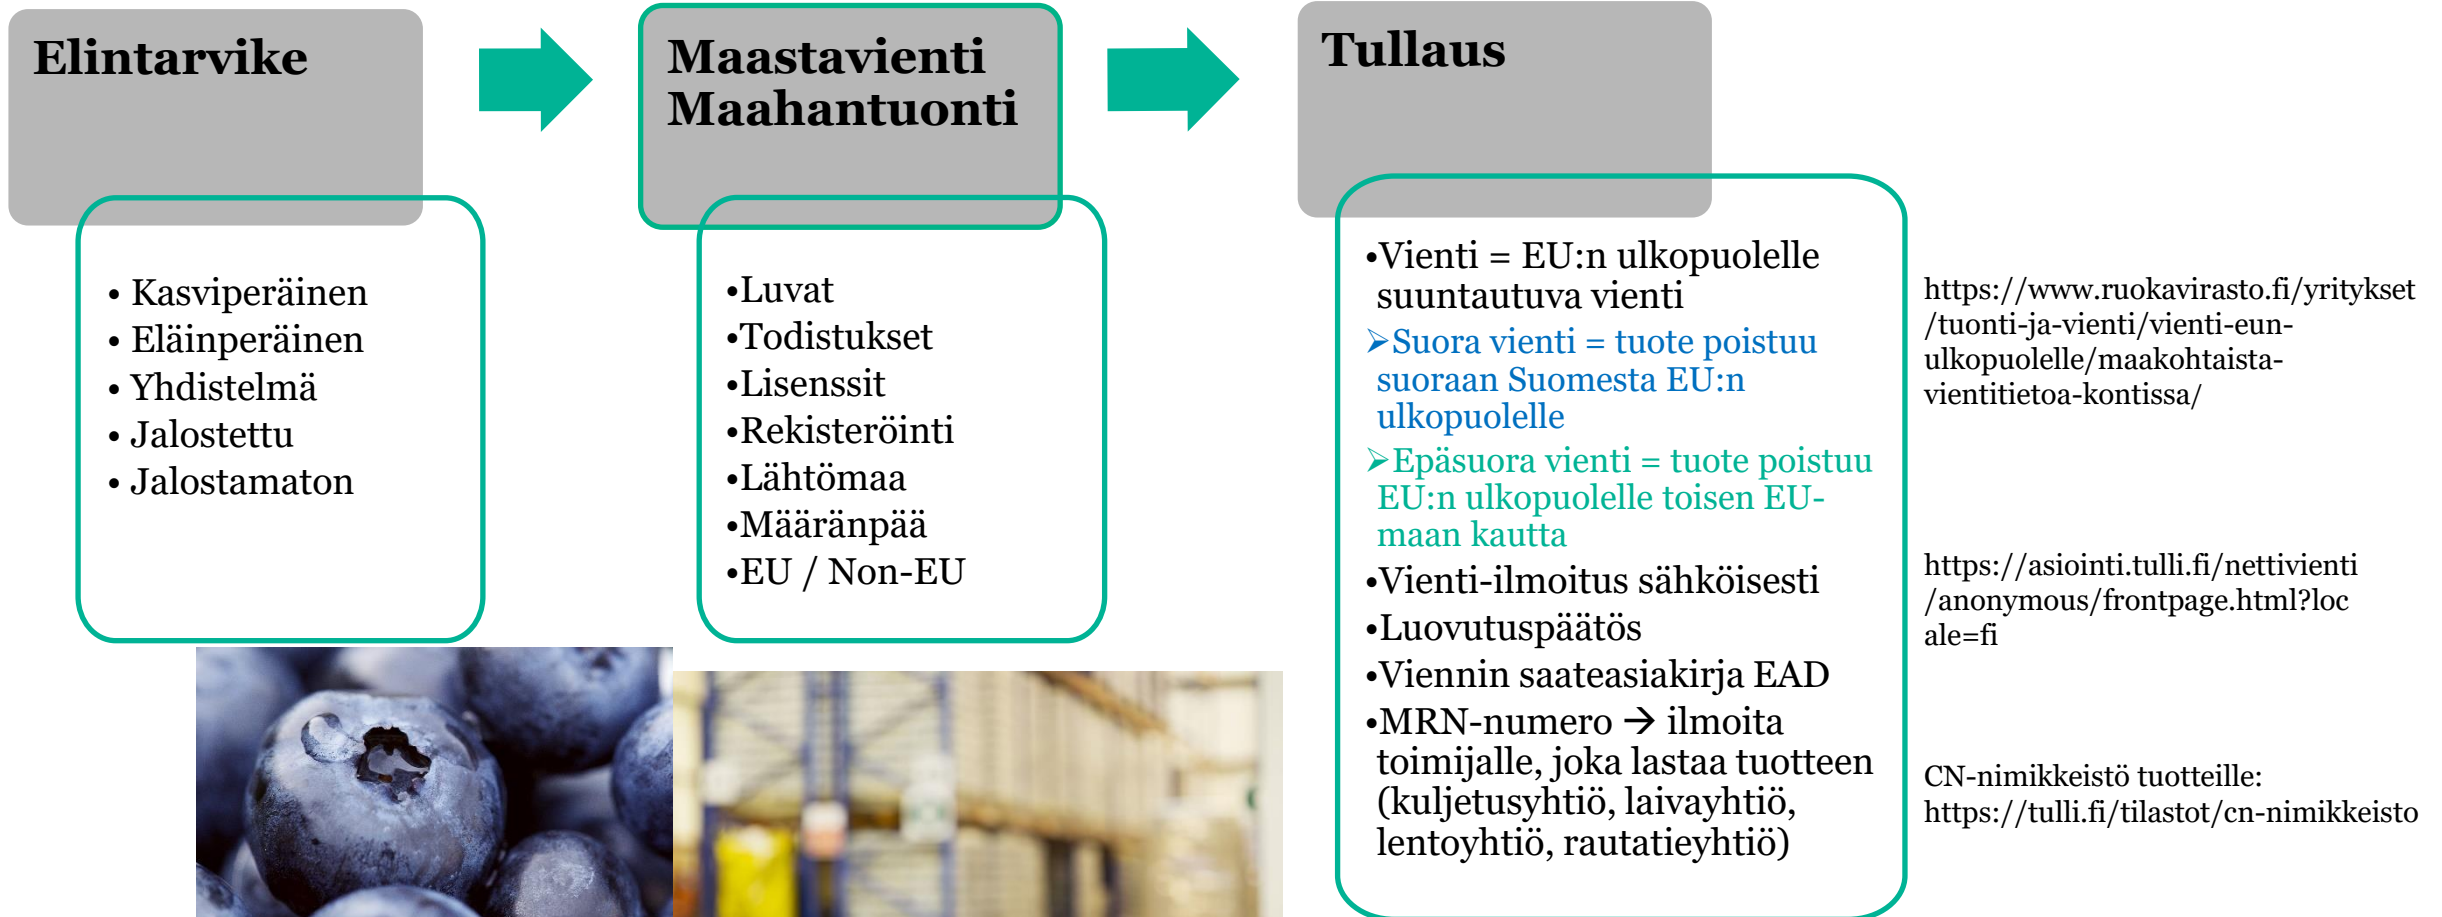 Elintarvike
• Kasviperäinen
• Eläinperäinen
• Yhdistelmä
• Jalostettu
• Jalostamaton
Maastavienti
Maahantuonti
•Luvat
•Todistukset
•Lisenssit
•Rekisteröinti
•Lähtömaa
•Määränpää
•EU / Non-EU
Tullaus
•Vienti = EU:n ulkopuolelle
suuntautuva vienti
➢Suora vienti = tuote poistuu
suoraan Suomesta EU:n
ulkopuolelle
➢Epäsuora vienti = tuote poistuu
EU:n ulkopuolelle toisen EU-
maan kautta
•Vienti-ilmoitus sähköisesti
•Luovutuspäätös
•Viennin saateasiakirja EAD
•MRN-numero → ilmoita
toimijalle, joka lastaa tuotteen
(kuljetusyhtiö, laivayhtiö,
lentoyhtiö, rautatieyhtiö)
https://www.ruokavirasto.fi/yritykset
/tuonti-ja-vienti/vienti-eun-
ulkopuolelle/maakohtaista-
vientitietoa-kontissa/
https://asiointi.tulli.fi/nettivienti
/anonymous/frontpage.html?loc
ale=fi
CN-nimikkeistö tuotteille:
https://tulli.fi/tilastot/cn-nimikkeisto